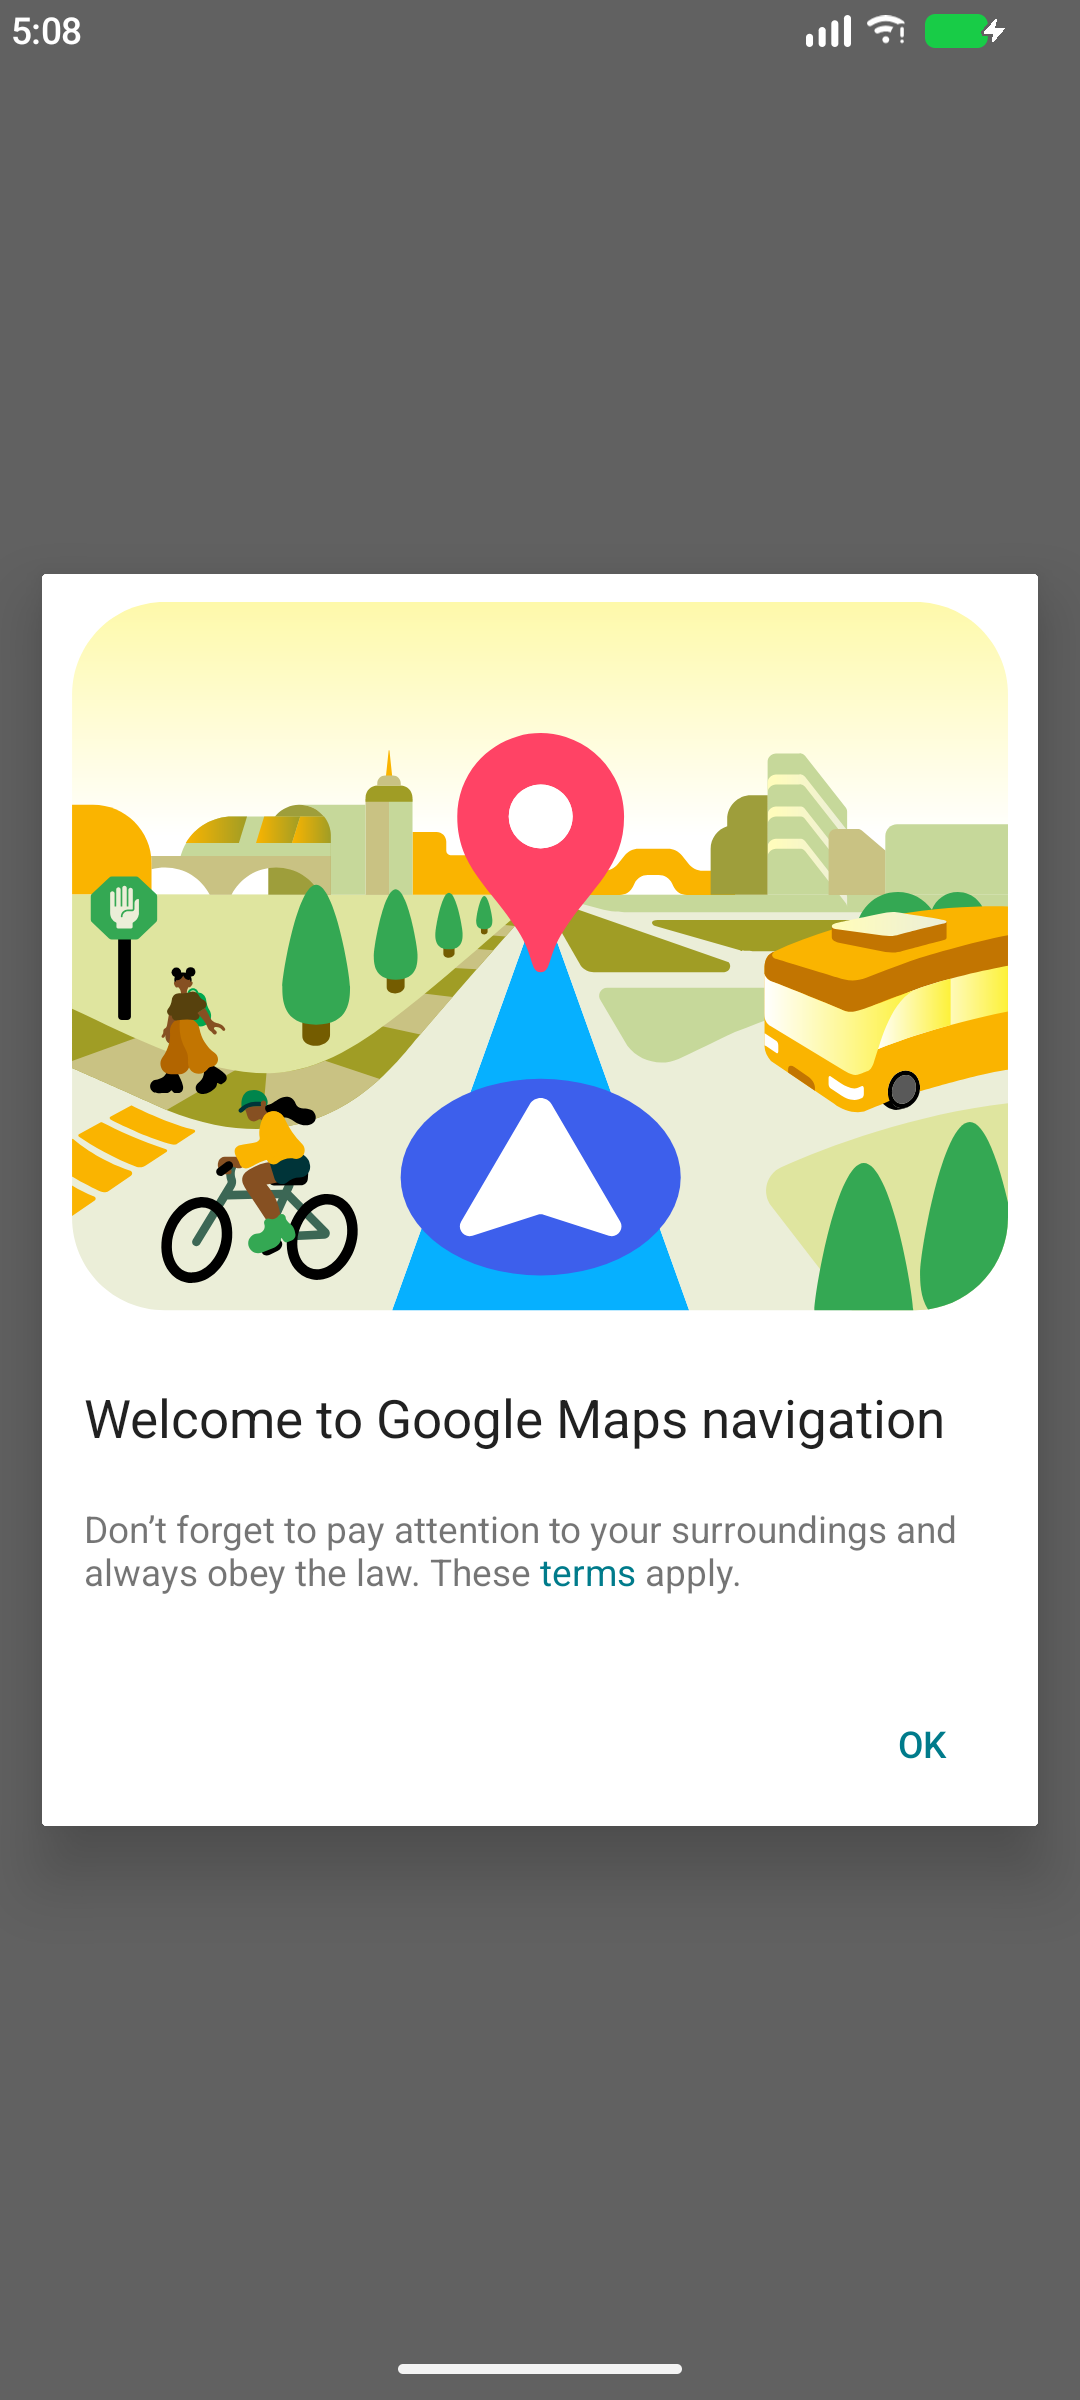 5:08
Welcome to Google Maps navigation
Don’t forget to pay attention to your surroundings and
always obey the law. These terms apply.
OK